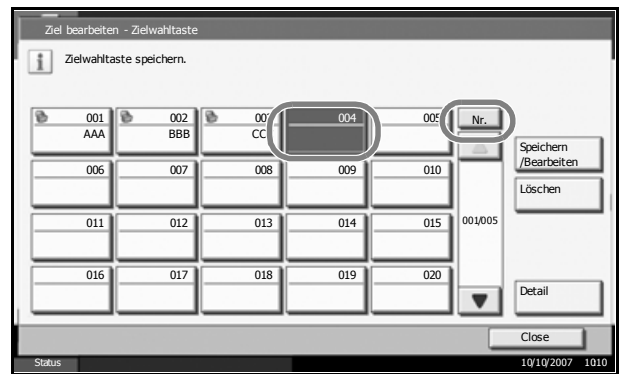 Ziel bearbeiten - Zielwahltaste
i Zielwahltaste speichern.
001 002 003 004 005 Nr.
AAA BBB CC
Speichern
/Bearbeiten
006 007 008 009 010
Löschen
011 012 013 014 015 001/005
016 017 018 019 020
Detail
Close
Status 10/10/2007 1010